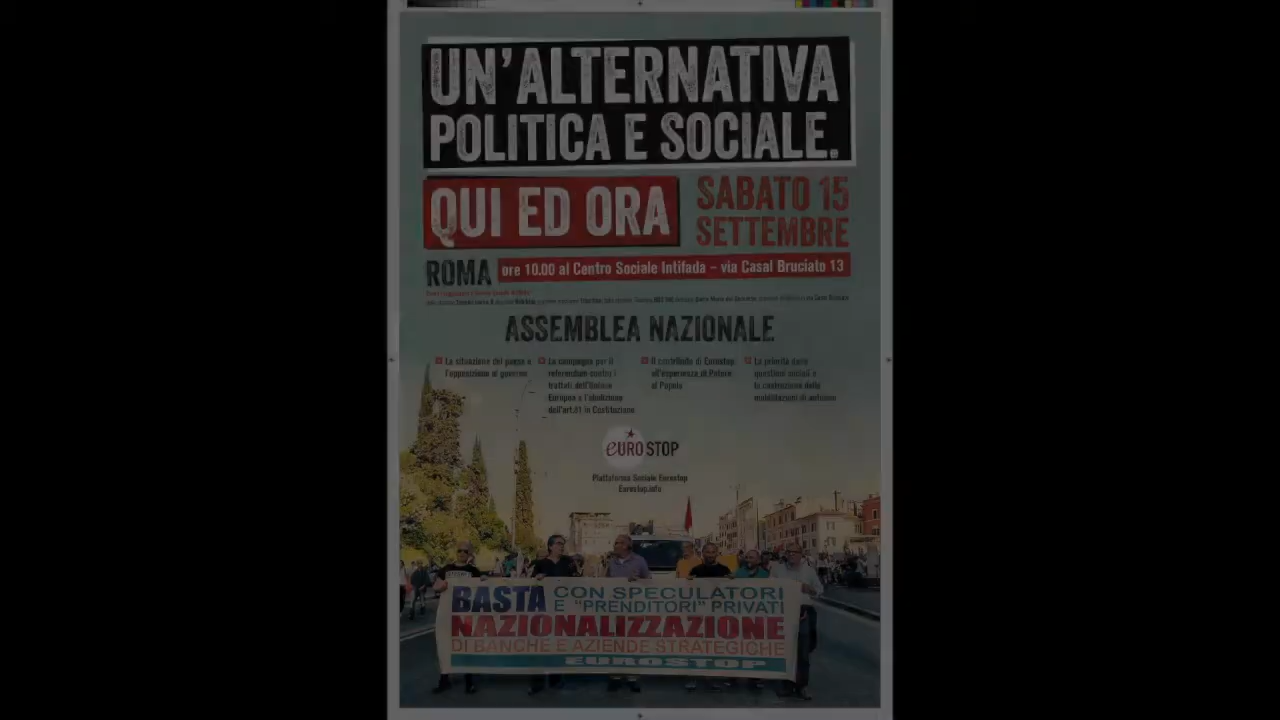 UN'ALTERNATIVA
POLITICA E SOCIALE.
QUI ED ORA
SABATO 15
SETTEMBRE
ROMA
ore 10.00 al Centro Sociale Intifada – via Casal Bruciato 13
ASSEMBLEA NAZIONALE
La situazione del paese e
l'opposizione al governo
La campagna per il
referendum contro i
trattati dell'Unione
Europea e l'abolizione
dell'art.81 in Costituzione
Il contributo di Eurostop
all'esperienza di Potere
al Popolo
La priorità delle
questioni sociali e
la costruzione delle
mobilitazioni di autunno
eURO STOP
Piattaforma Sociale Eurostop
Eurostop.info
BASTA CON SPECULATORI
E "PRENDITORI" PRIVATI
NAZIONALIZZAZIONE
DI BANCHE E AZIENDE STRATEGICHE
EUROSTOP